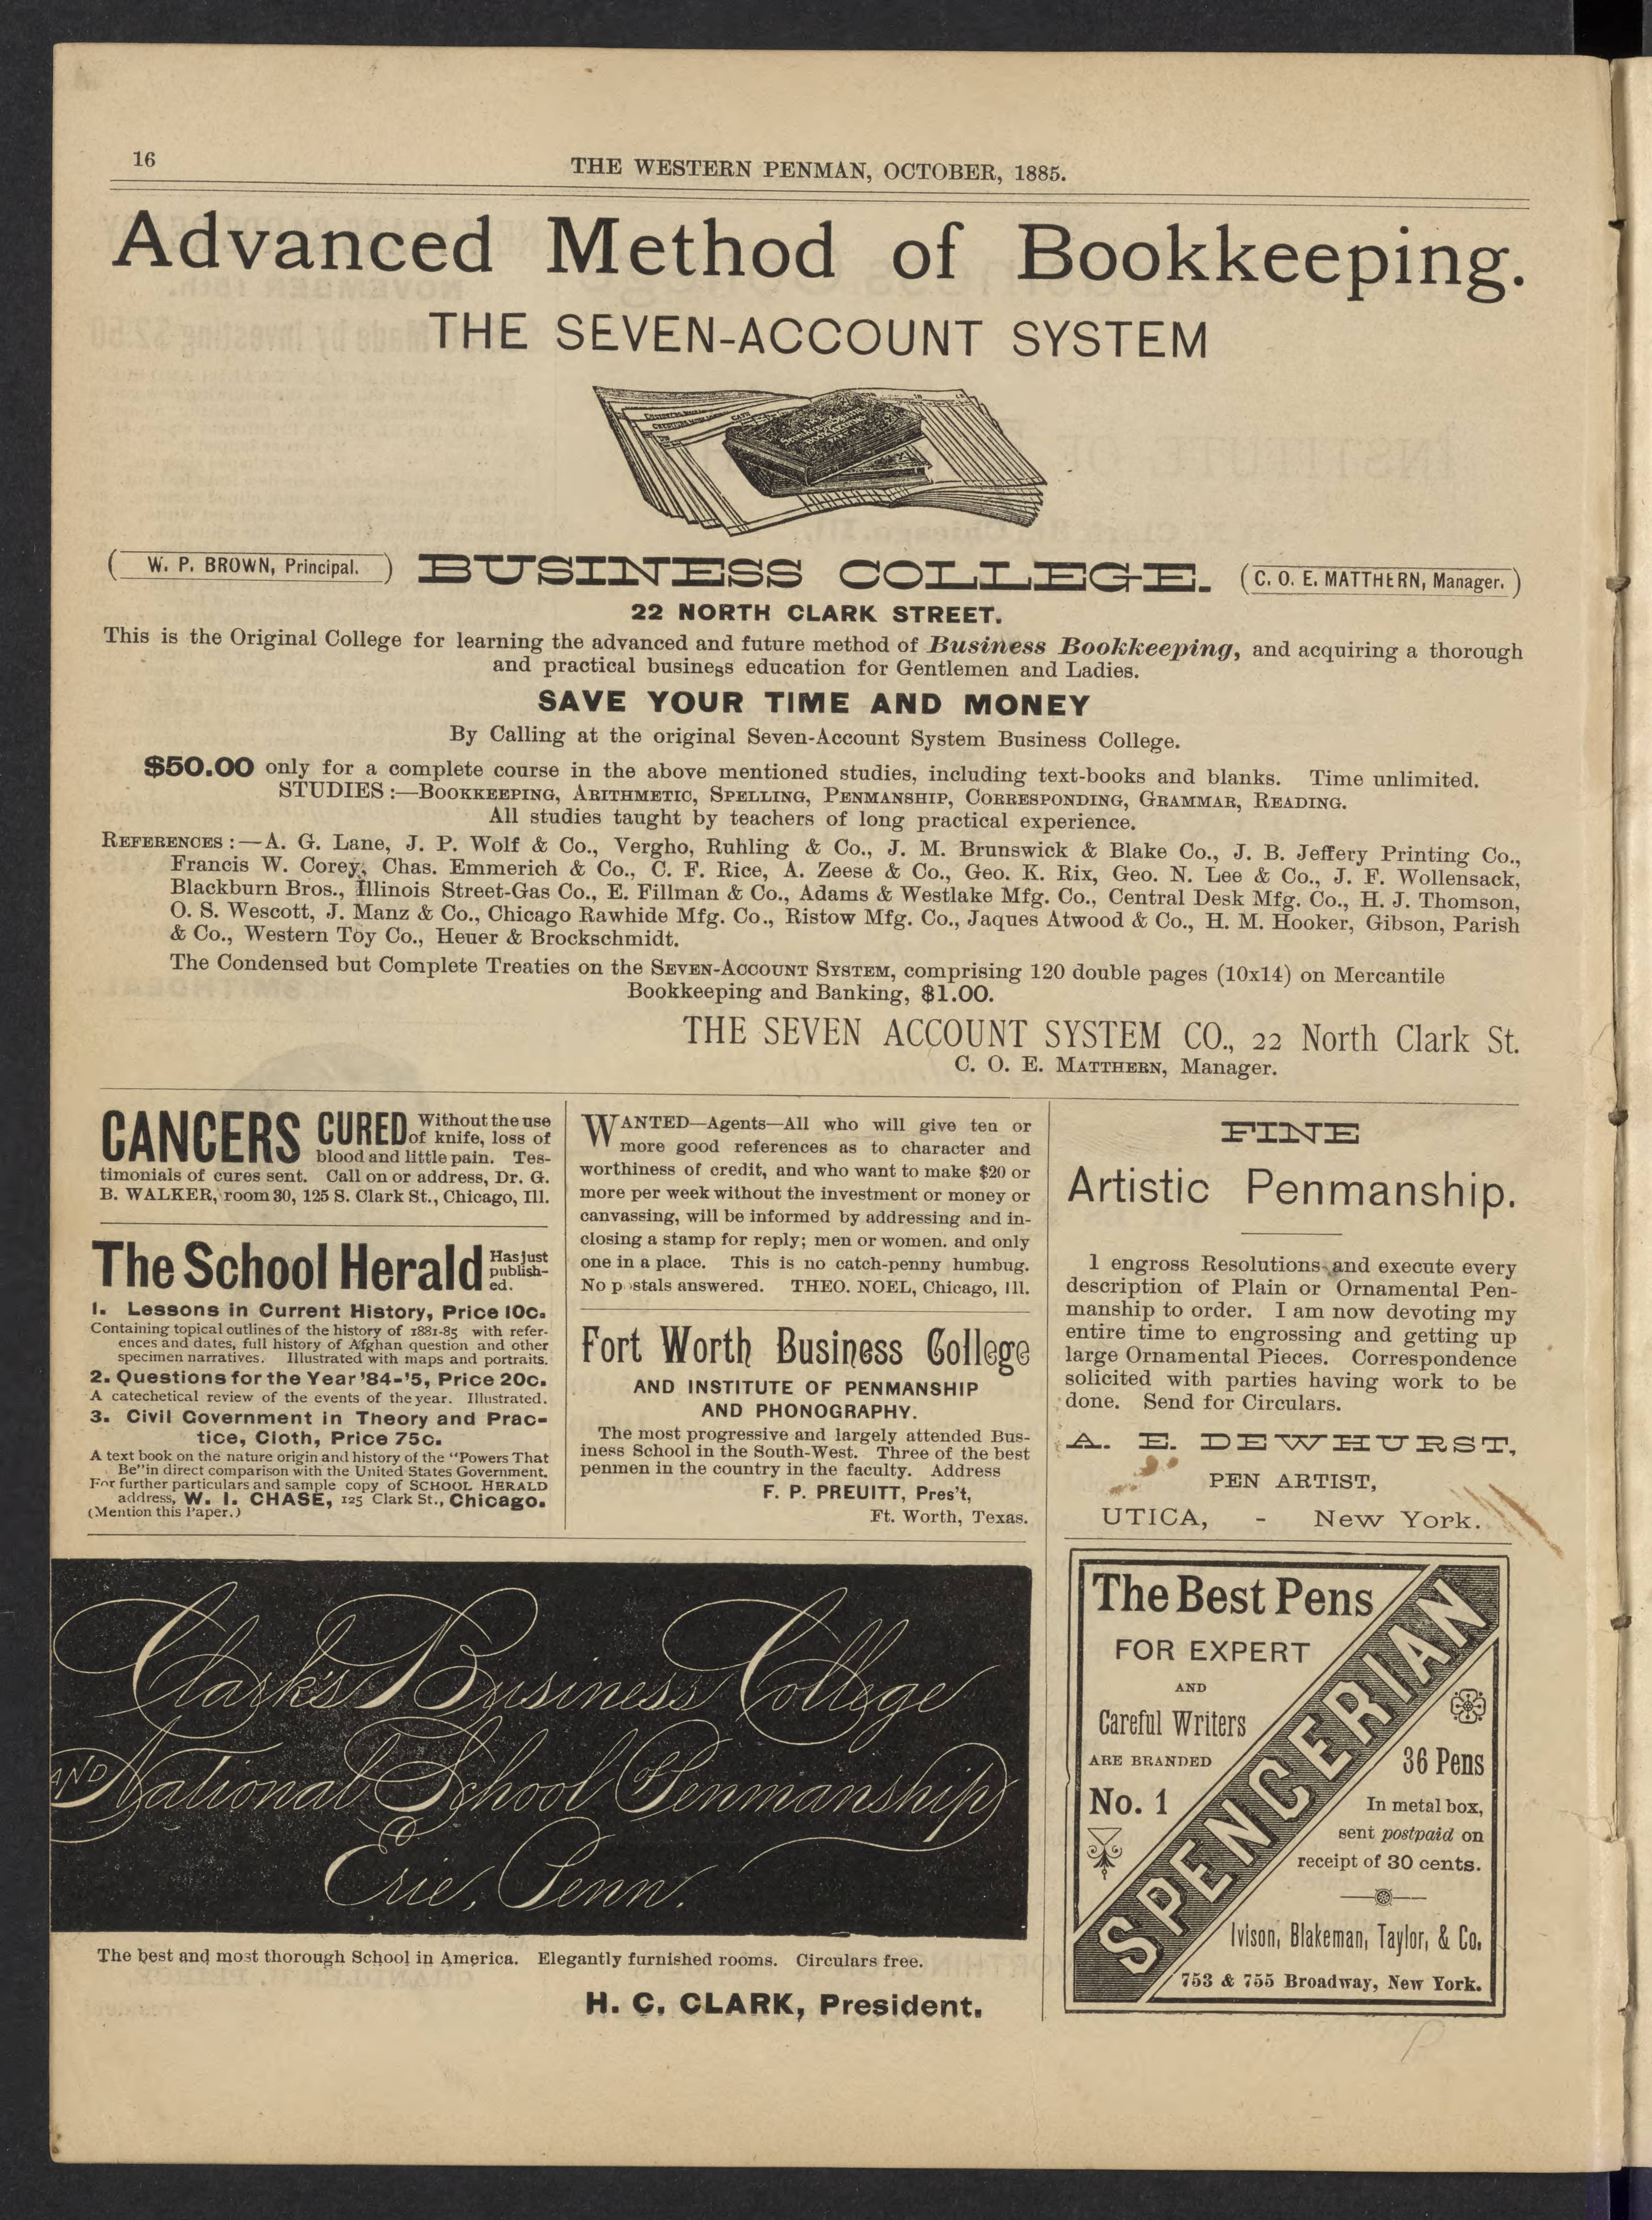 16
THE WESTERN PENMAN, OCTOBER, 1885.
Advanced Method of Bookkeeping.
THE SEVEN-ACCOUNT SYSTEM
W. P. BROWN, Principal.
BUSINESS COLLEGE.
C. O. E. MATTHERN, Manager.
22 NORTH CLARK STREET.
This is the Original College for learning the advanced and future method of Business Bookkeeping, and acquiring a thorough
and practical business education for Gentlemen and Ladies.
SAVE YOUR TIME AND MONEY
By Calling at the original Seven-Account System Business College.
$50.00 only for a complete course in the above mentioned studies, including text-books and blanks. Time unlimited.
STUDIES:—BOOKKEEPING, ARITHMETIC, SPELLING, PENMANSHIP, CORRESPONDING, GRAMMAR, READING.
All studies taught by teachers of long practical experience.
REFERENCES:—A. G. Lane, J. P. Wolf & Co., Vergho, Ruhling & Co., J. M. Brunswick & Blake Co., J. B. Jeffery Printing Co.,
Francis W. Corey, Chas. Emmerich & Co., C. F. Rice, A. Zeese & Co., Geo. K. Rix, Geo. N. Lee & Co., J. F. Wollensack,
Blackburn Bros., Illinois Street-Gas Co., E. Fillman & Co., Adams & Westlake Mfg. Co., Central Desk Mfg. Co., H. J. Thomson,
O. S. Wescott, J. Manz & Co., Chicago Rawhide Mfg. Co., Ristow Mfg. Co., Jaques Atwood & Co., H. M. Hooker, Gibson, Parish
& Co., Western Toy Co., Heuer & Brockschmidt.
The Condensed but Complete Treaties on the SEVEN-ACCOUNT SYSTEM, comprising 120 double pages (10x14) on Mercantile
Bookkeeping and Banking, $1.00.
THE SEVEN ACCOUNT SYSTEM CO., 22 North Clark St.
C. O. E. MATTHERN, Manager.
CANCERS CURED Without the use
of knife, loss of
blood and little pain. Tes-
timonials of cures sent. Call on or address, Dr. G.
B. WALKER, room 30, 125 S. Clark St., Chicago, Ill.
The School Herald Has just
publish-
ed.
1. Lessons in Current History, Price 10c.
Containing topical outlines of the history of 1881-85 with refer-
ences and dates, full history of Afghan question and other
specimen narratives. Illustrated with maps and portraits.
2. Questions for the Year '84-'5, Price 20c.
A catechetical review of the events of the year. Illustrated.
3. Civil Government in Theory and Prac-
tice, Cloth, Price 75c.
A text book on the nature origin and history of the "Powers That
Be" in direct comparison with the United States Government.
For further particulars and sample copy of SCHOOL HERALD
address, W. I. CHASE, 125 Clark St., Chicago.
(Mention this Paper.)
WANTED—Agents—All who will give ten or
more good references as to character and
worthiness of credit, and who want to make $20 or
more per week without the investment or money or
canvassing, will be informed by addressing and in-
closing a stamp for reply; men or women. and only
one in a place. This is no catch-penny humbug.
No postals answered. THEO. NOEL, Chicago, Ill.
Fort Worth Business College
AND INSTITUTE OF PENMANSHIP
AND PHONOGRAPHY.
The most progressive and largely attended Bus-
iness School in the South-West. Three of the best
penmen in the country in the faculty. Address
F. P. PREUITT, Pres't,
Ft. Worth, Texas.
FINE
Artistic Penmanship.
I engross Resolutions and execute every
description of Plain or Ornamental Pen-
manship to order. I am now devoting my
entire time to engrossing and getting up
large Ornamental Pieces. Correspondence
solicited with parties having work to be
done. Send for Circulars.
A. E. DEWHURST,
PEN ARTIST,
UTICA, - New York.
Clark's Business College
AND National School of Penmanship
Erie, Penn.
The best and most thorough School in America. Elegantly furnished rooms. Circulars free.
H. C. CLARK, President.
The Best Pens
FOR EXPERT
AND
Careful Writers
ARE BRANDED
No. 1
SPENCERIAN
36 Pens
In metal box,
sent postpaid on
receipt of 30 cents.
Ivison, Blakeman, Taylor, & Co.
753 & 755 Broadway, New York.